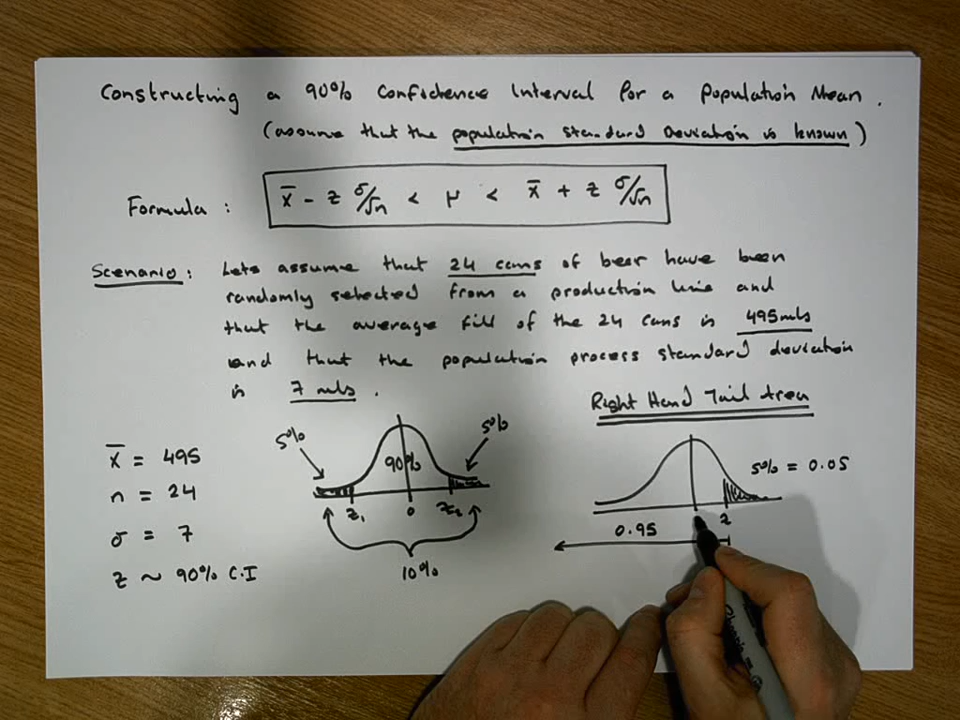 Constructing a 90% Confidence Interval for a Population Mean.
(assume that the population standard Deviation is known)
Formula: x̄ - z σ/√n < μ < x̄ + z σ/√n
Scenario: Lets assume that 24 cans of beer have been
randomly selected from a production line and
that the average fill of the 24 cans is 495mls
and that the population process standard deviation
is 7 mls.
Right Hand Tail Area
x̄ = 495
n = 24
σ = 7
z ~ 90% C.I
5% 5%
90%
z₁ 0 z₂
10%
5% = 0.05
z
0.95